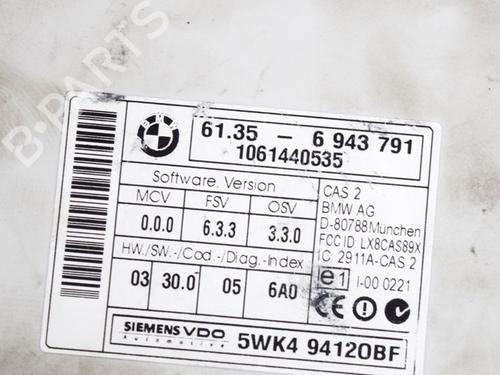 B-PARTS
BMW
61.35 - 6 943 791
1061440535
Software, Version
MCV FSV OSV
0.0.0 6.3.3 3.3.0
HW./SW.-/Cod.-/Diag.-Index
03 30.0 05 6A0
CAS 2
BMW AG
D-80788München
FCC ID LX8CAS89X
IC 2911A-CAS 2
e1 I-00 0221
CE
SIEMENS VDO
Automotive
5WK4 94120BF